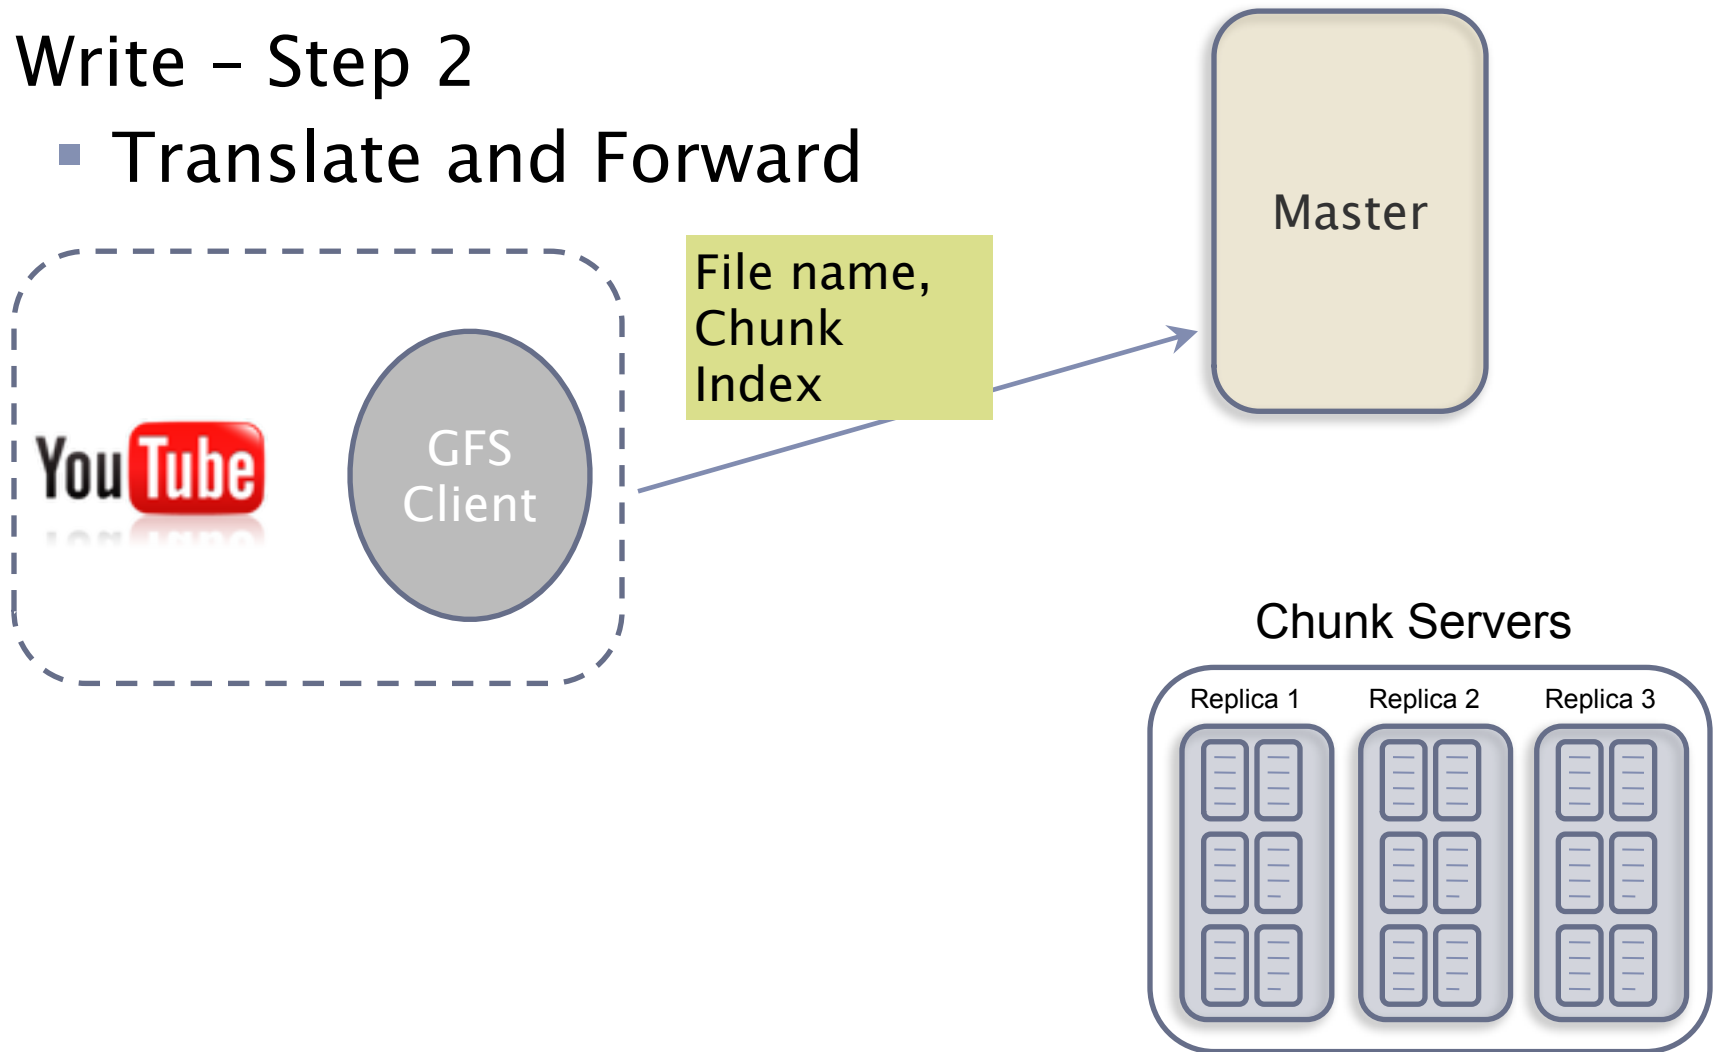 Write – Step 2
▪ Translate and Forward
Master
File name,
Chunk
Index
YouTube
GFS
Client
Chunk Servers
Replica 1
Replica 2
Replica 3